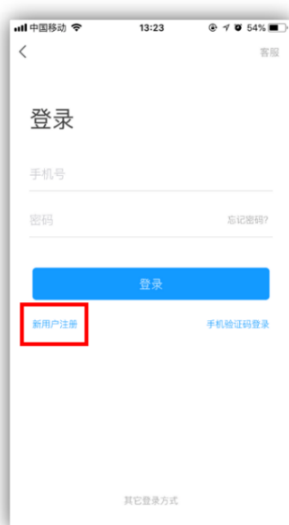 中国移动 13:23 54%
客服
登录
手机号
密码 忘记密码?
登录
新用户注册 手机验证码登录
其它登录方式